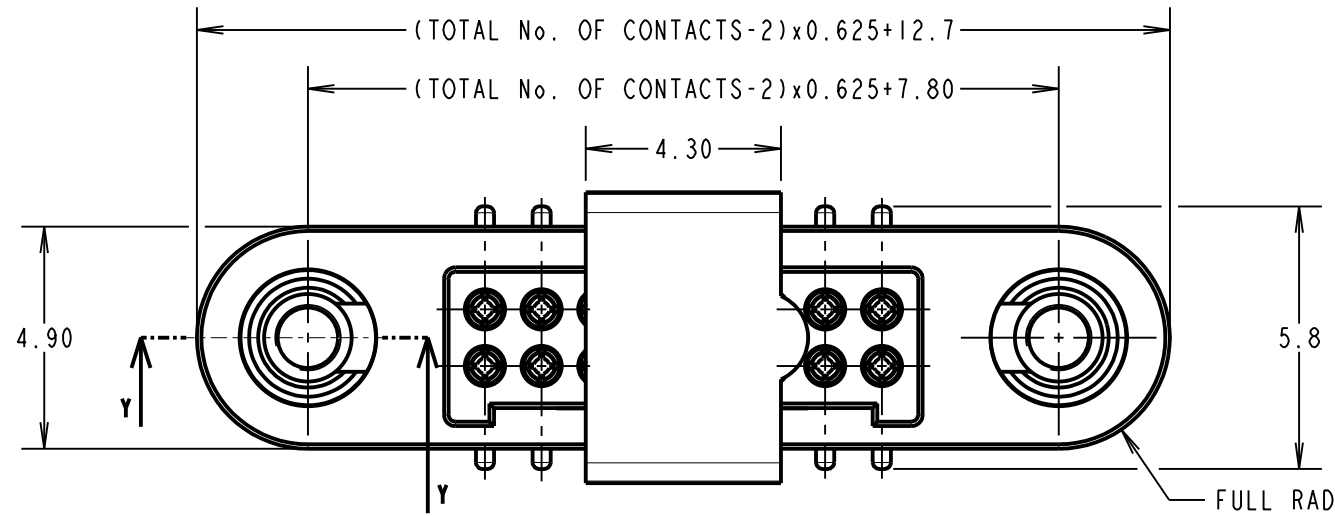 (TOTAL No. OF CONTACTS-2)x0.625+12.7
(TOTAL No. OF CONTACTS-2)x0.625+7.80
4.30
4.90
5.8
Y
Y
FULL RAD